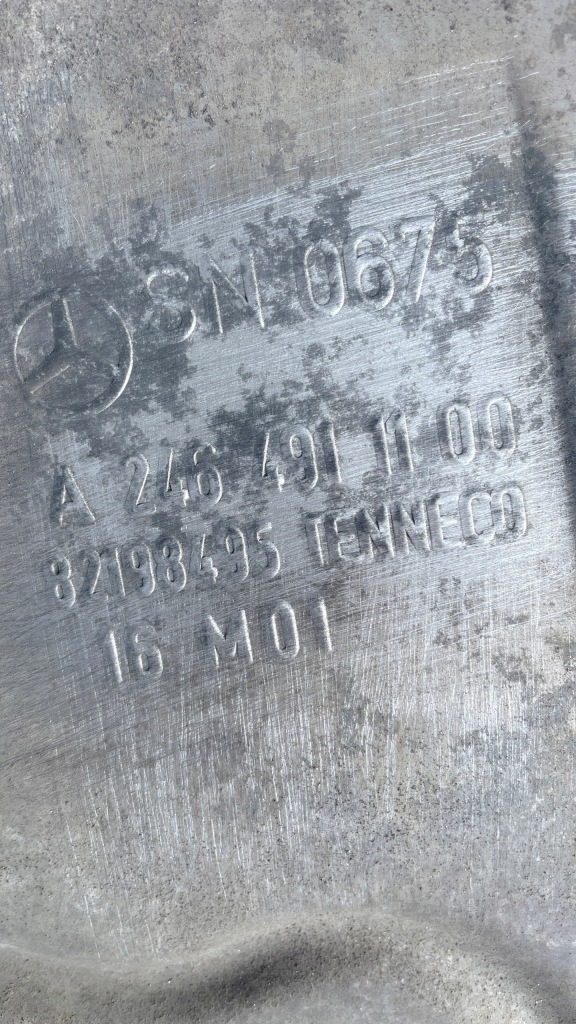 SN 0675
A 246 491 11 00
82198495 TENNECO
16 M01